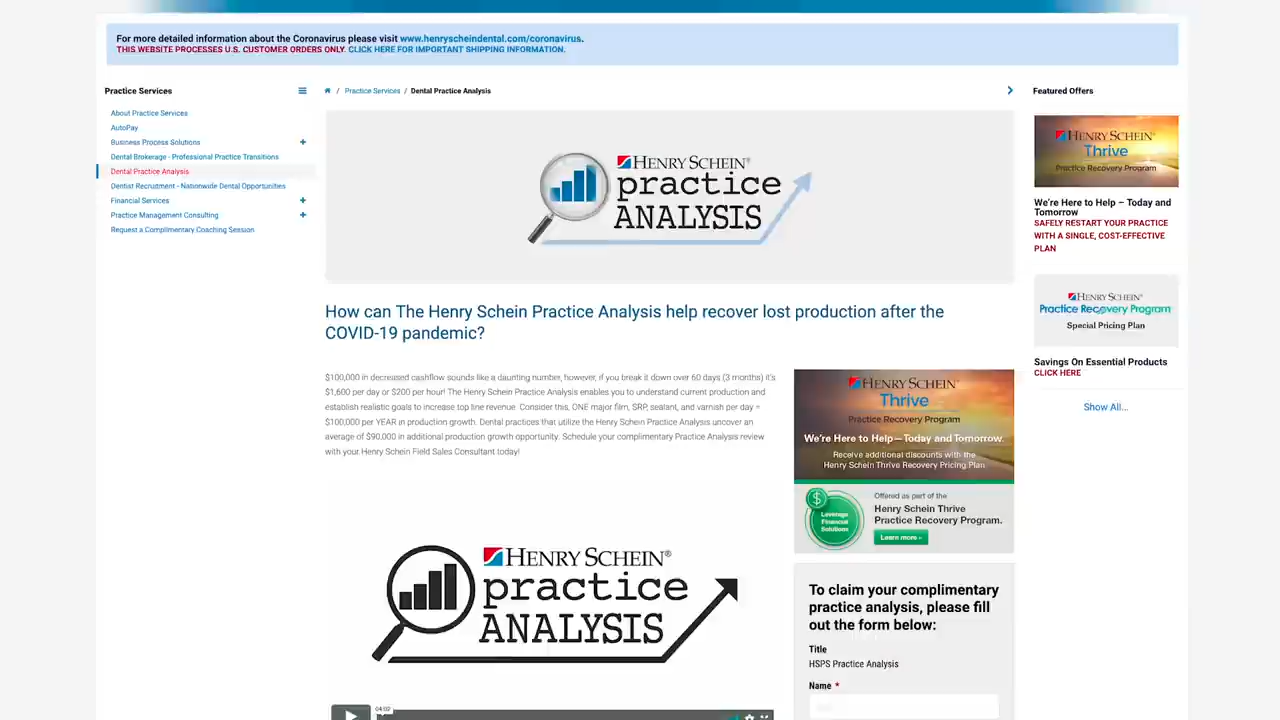 For more detailed information about the Coronavirus please visit www.henryscheindental.com/coronavirus.
THIS WEBSITE PROCESSES U.S. CUSTOMER ORDERS ONLY. CLICK HERE FOR IMPORTANT SHIPPING INFORMATION.
Practice Services
About Practice Services
AutoPay
Business Process Solutions +
Dental Brokerage - Professional Practice Transitions
Dental Practice Analysis
Dentist Recruitment - Nationwide Dental Opportunities
Financial Services +
Practice Management Consulting +
Request a Complimentary Coaching Session
/ Practice Services / Dental Practice Analysis
HENRY SCHEIN®
practice
ANALYSIS
How can The Henry Schein Practice Analysis help recover lost production after the
COVID-19 pandemic?
$100,000 in decreased cashflow sounds like a daunting number, however, if you break it down over 60 days (3 months) it's
$1,600 per day or $200 per hour! The Henry Schein Practice Analysis enables you to understand current production and
establish realistic goals to increase top line revenue. Consider this, ONE major film, SRP, sealant, and varnish per day =
$100,000 per YEAR in production growth. Dental practices that utilize the Henry Schein Practice Analysis uncover an
average of $90,000 in additional production growth opportunity. Schedule your complimentary Practice Analysis review
with your Henry Schein Field Sales Consultant today!
HENRY SCHEIN®
practice
ANALYSIS
04:02
HENRY SCHEIN®
Thrive
Practice Recovery Program
We're Here to Help—Today and Tomorrow.
Receive additional discounts with the
Henry Schein Thrive Recovery Pricing Plan
$
Leverage
Financial
Solutions
Offered as part of the
Henry Schein Thrive
Practice Recovery Program.
Learn more »
To claim your complimentary
practice analysis, please fill
out the form below:
Title
HSPS Practice Analysis
Name *
Featured Offers
HENRY SCHEIN®
Thrive
Practice Recovery Program
We're Here to Help – Today and
Tomorrow
SAFELY RESTART YOUR PRACTICE
WITH A SINGLE, COST-EFFECTIVE
PLAN
HENRY SCHEIN®
Practice Recovery Program
Special Pricing Plan
Savings On Essential Products
CLICK HERE
Show All...